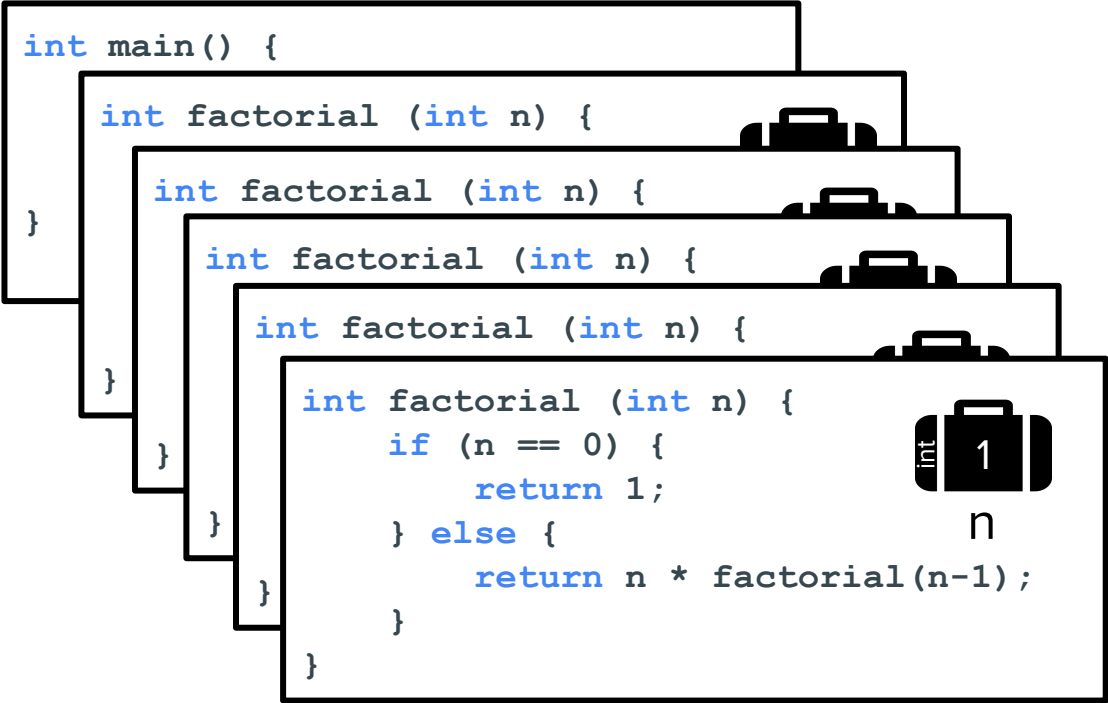 int main() {
int factorial (int n) {
int factorial (int n) {
}
int factorial (int n) {
int factorial (int n) {
}
int factorial (int n) {
if (n == 0) {
int 1
}
return 1;
n
}
} else {
return n * factorial(n-1);
}
}
}